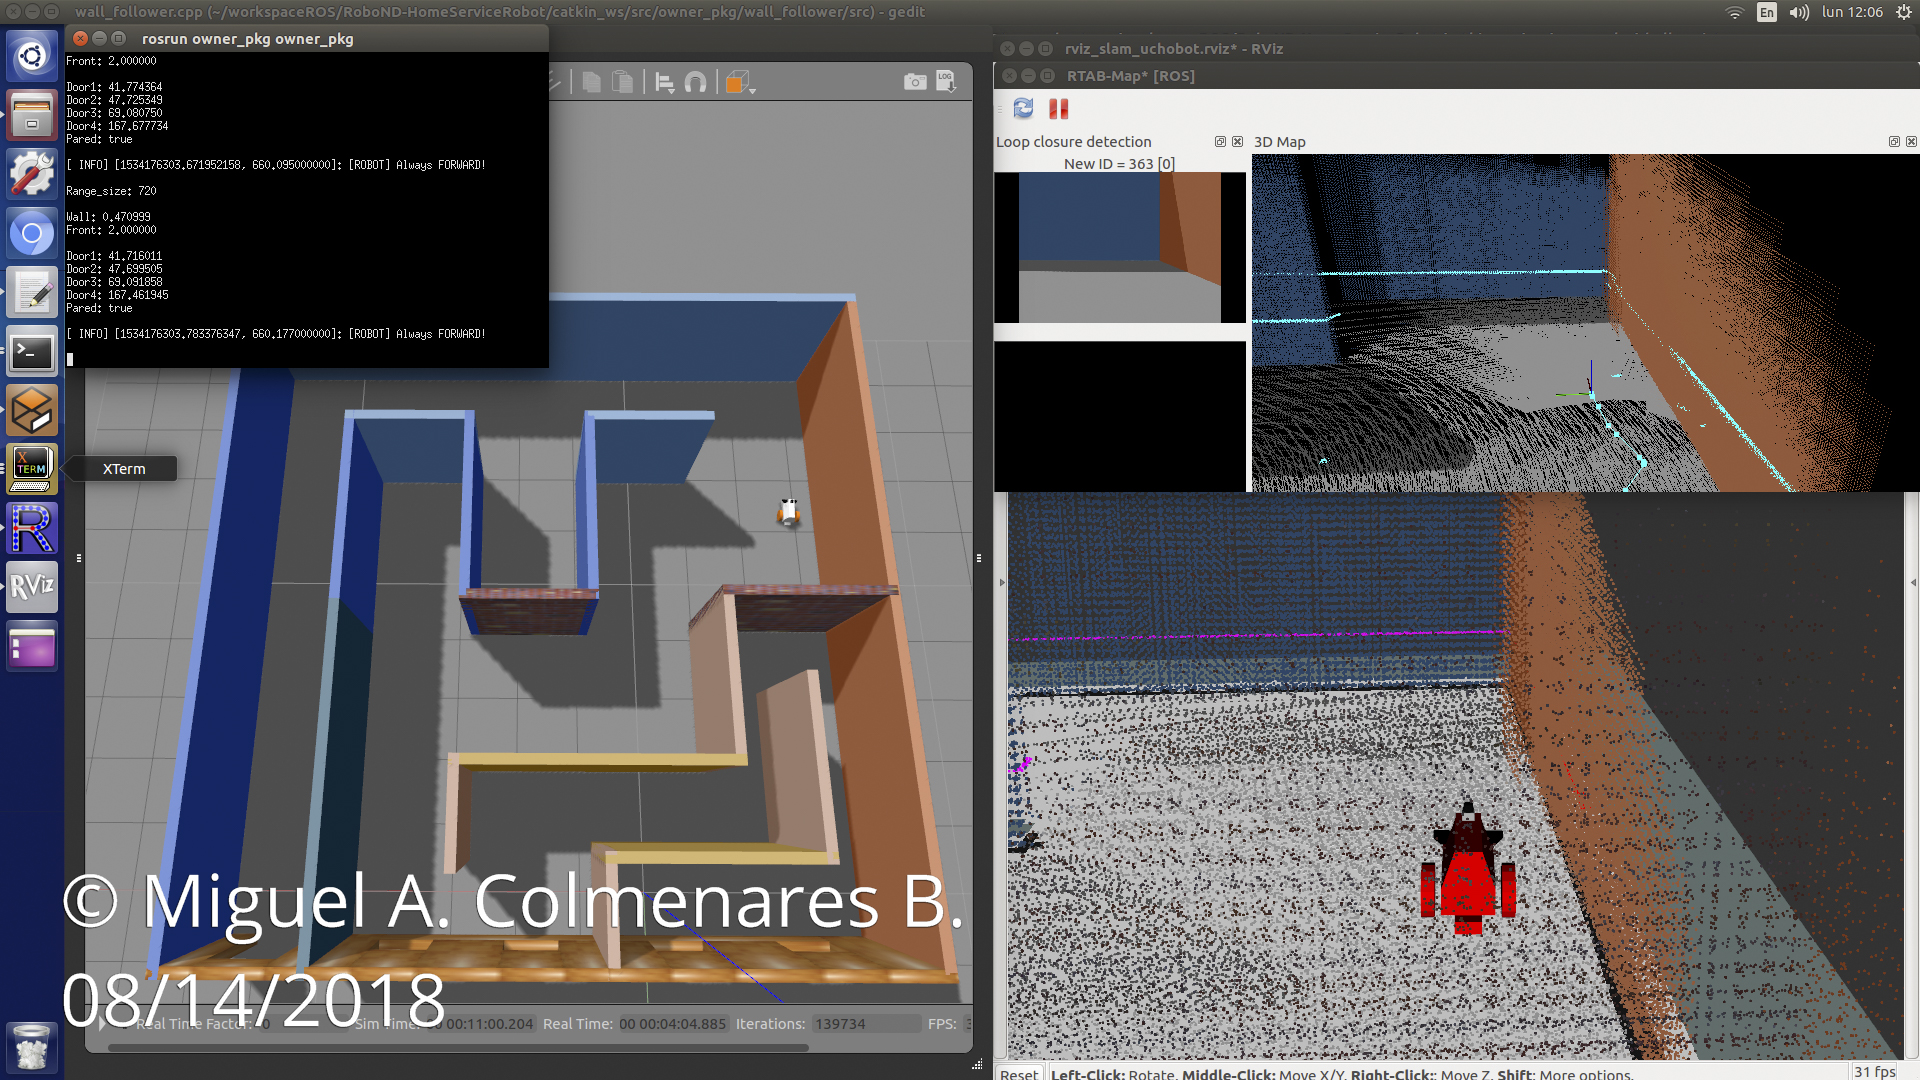 wall_follower.cpp (~/workspaceROS/RoboND-HomeServiceRobot/catkin_ws/src/owner_pkg/wall_follower/src) - gedit
En
lun 12:06
rosrun owner_pkg owner_pkg
Front: 2.000000
Door1: 41.774364
Door2: 47.725349
Door3: 69.080750
Door4: 167.677734
Pared: true
[ INFO] [1534176303.671952158, 660.095000000]: [ROBOT] Always FORWARD!
Range_size: 720
Wall: 0.470999
Front: 2.000000
Door1: 41.716011
Door2: 47.699505
Door3: 69.091858
Door4: 167.461945
Pared: true
[ INFO] [1534176303.783376347, 660.177000000]: [ROBOT] Always FORWARD!
LOG
X TERM
XTerm
R
RViz
rviz_slam_uchobot.rviz* - RViz
RTAB-Map* [ROS]
Loop closure detection
3D Map
New ID = 363 [0]
© Miguel A. Colmenares B.
08/14/2018
Real Time Factor:
Sim Time: 00 00:11:00.204
Real Time: 00 00:04:04.885
Iterations: 139734
FPS:
Reset
Left-Click: Rotate. Middle-Click: Move X/Y. Right-Click:: Move Z. Shift: More options.
31 fps